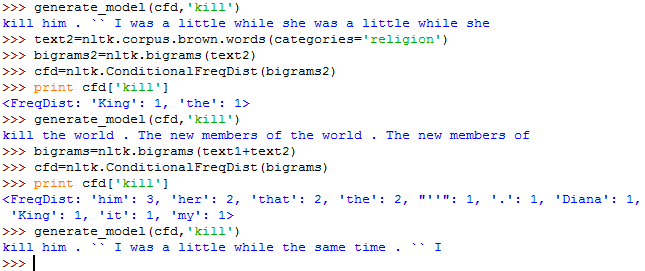 >>> generate_model(cfd,'kill')
kill him . `` I was a little while she was a little while she
>>> text2=nltk.corpus.brown.words(categories='religion')
>>> bigrams2=nltk.bigrams(text2)
>>> cfd=nltk.ConditionalFreqDist(bigrams2)
>>> print cfd['kill']
<FreqDist: 'King': 1, 'the': 1>
>>> generate_model(cfd,'kill')
kill the world . The new members of the world . The new members of
>>> bigrams=nltk.bigrams(text1+text2)
>>> cfd=nltk.ConditionalFreqDist(bigrams)
>>> print cfd['kill']
<FreqDist: 'him': 3, 'her': 2, 'that': 2, 'the': 2, "''": 1, '.': 1, 'Diana': 1,
'King': 1, 'it': 1, 'my': 1>
>>> generate_model(cfd,'kill')
kill him . `` I was a little while the same time . `` I
>>>